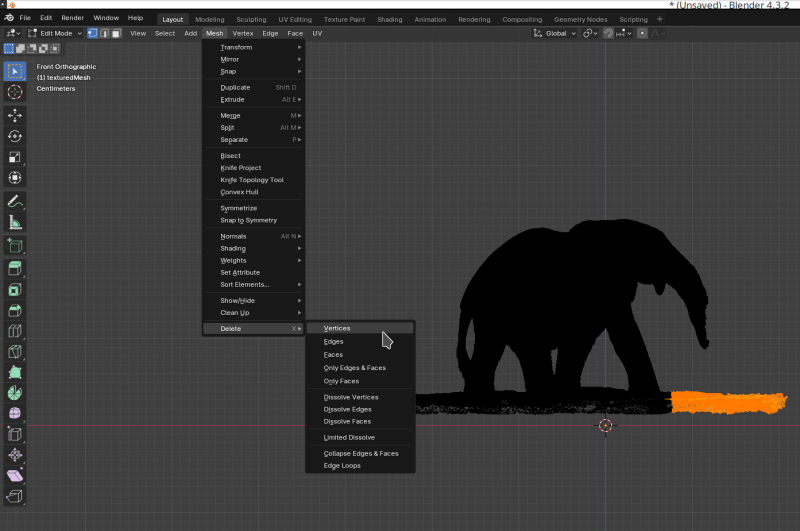 * (Unsaved) - Blender 4.3.2
File Edit Render Window Help Layout Modeling Sculpting UV Editing Texture Paint Shading Animation Rendering Compositing Geometry Nodes Scripting +
Edit Mode View Select Add Mesh Vertex Edge Face UV Global
Front Orthographic
(1) texturedMesh
Centimeters
Transform
Mirror
Snap
Duplicate Shift D
Extrude Alt E
Merge M
Split Alt M
Separate P
Bisect
Knife Project
Knife Topology Tool
Convex Hull
Symmetrize
Snap to Symmetry
Normals Alt N
Shading
Weights
Set Attribute
Sort Elements...
Show/Hide
Clean Up
Delete X
Vertices
Edges
Faces
Only Edges & Faces
Only Faces
Dissolve Vertices
Dissolve Edges
Dissolve Faces
Limited Dissolve
Collapse Edges & Faces
Edge Loops